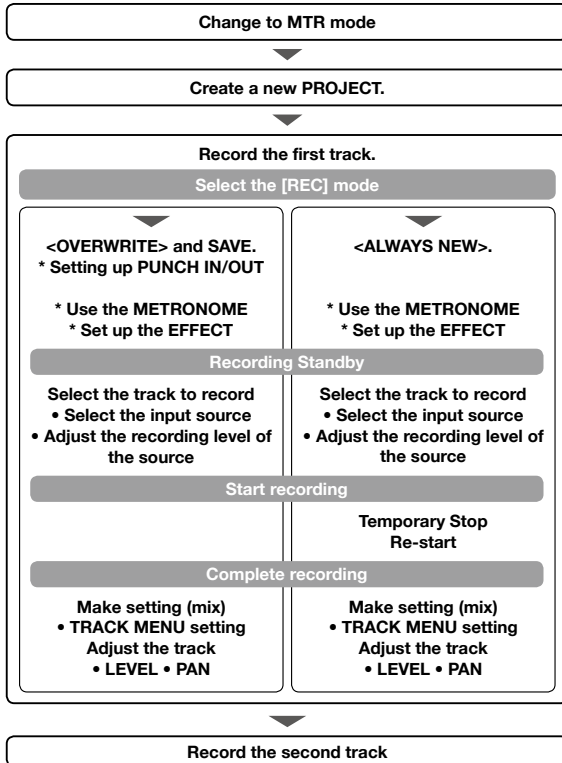 Change to MTR mode
Create a new PROJECT.
Record the first track.
Select the [REC] mode
<OVERWRITE> and SAVE.
* Setting up PUNCH IN/OUT
* Use the METRONOME
* Set up the EFFECT
<ALWAYS NEW>.
* Use the METRONOME
* Set up the EFFECT
Recording Standby
Select the track to record
• Select the input source
• Adjust the recording level of
the source
Select the track to record
• Select the input source
• Adjust the recording level of
the source
Start recording
Temporary Stop
Re-start
Complete recording
Make setting (mix)
• TRACK MENU setting
Adjust the track
• LEVEL • PAN
Make setting (mix)
• TRACK MENU setting
Adjust the track
• LEVEL • PAN
Record the second track